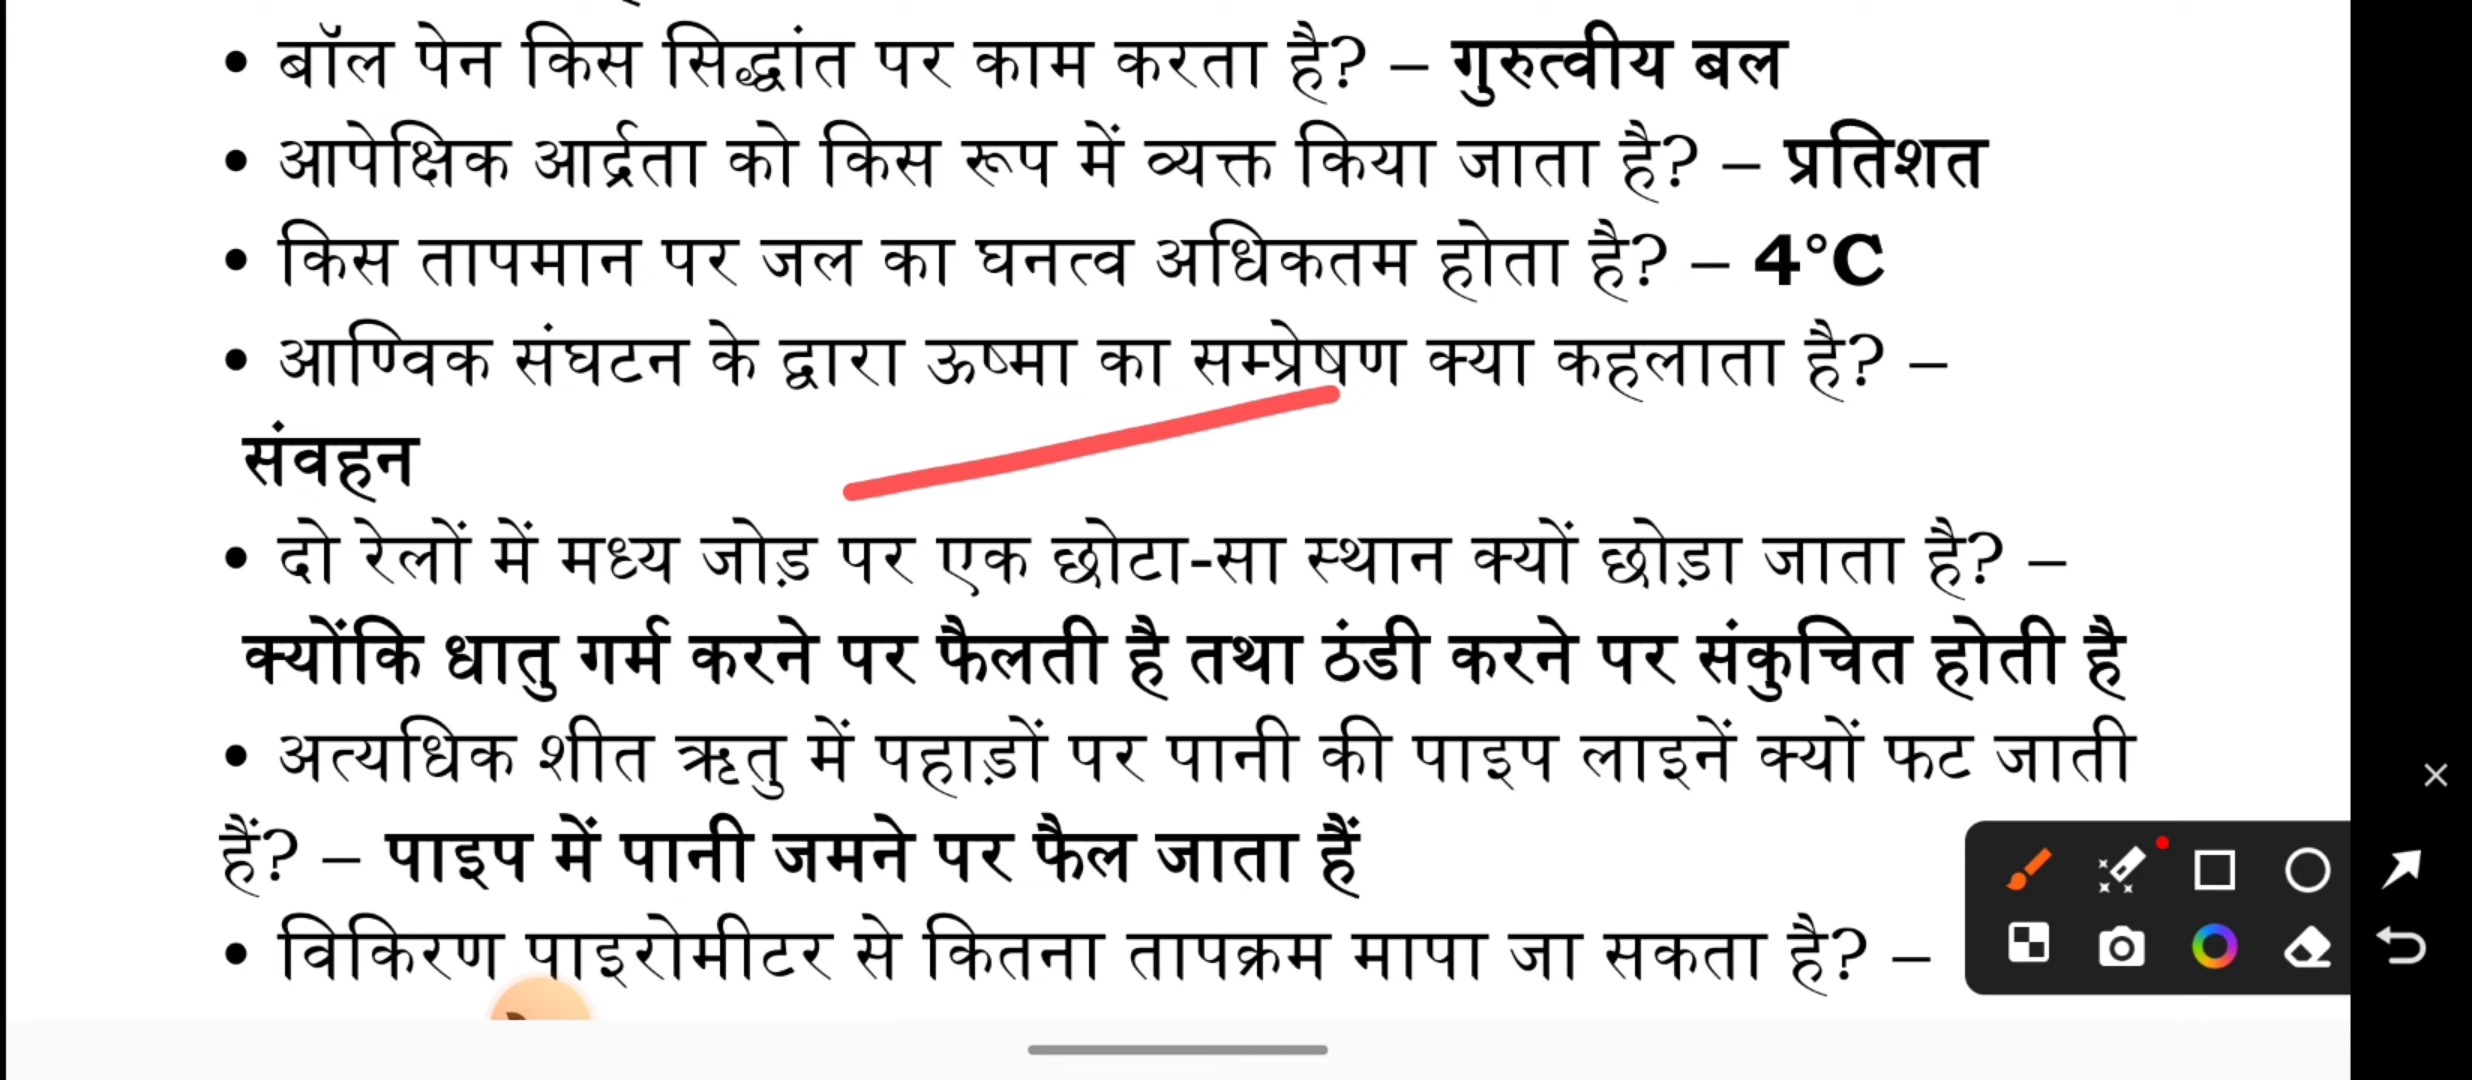 • बॉल पेन किस सिद्धांत पर काम करता है? – गुरुत्वीय बल
• आपेक्षिक आर्द्रता को किस रूप में व्यक्त किया जाता है? – प्रतिशत
• किस तापमान पर जल का घनत्व अधिकतम होता है? – 4°C
• आण्विक संघटन के द्वारा ऊष्मा का सम्प्रेषण क्या कहलाता है? –
संवहन
• दो रेलों में मध्य जोड़ पर एक छोटा-सा स्थान क्यों छोड़ा जाता है? –
क्योंकि धातु गर्म करने पर फैलती है तथा ठंडी करने पर संकुचित होती है
• अत्यधिक शीत ऋतु में पहाड़ों पर पानी की पाइप लाइनें क्यों फट जाती
हैं? – पाइप में पानी जमने पर फैल जाता हैं
• विकिरण पाइरोमीटर से कितना तापक्रम मापा जा सकता है? –